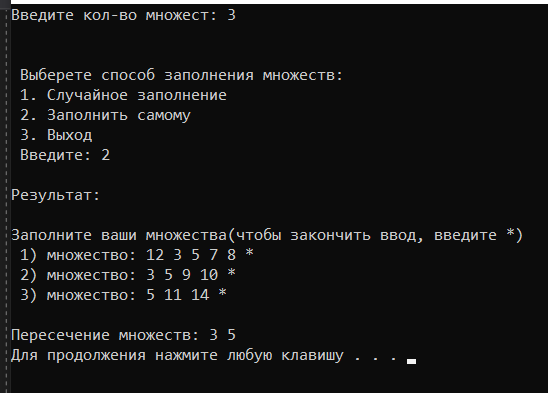 Введите кол-во множест: 3
Выберете способ заполнения множеств:
1. Случайное заполнение
2. Заполнить самому
3. Выход
Введите: 2
Результат:
Заполните ваши множества(чтобы закончить ввод, введите *)
1) множество: 12 3 5 7 8 *
2) множество: 3 5 9 10 *
3) множество: 5 11 14 *
Пересечение множеств: 3 5
Для продолжения нажмите любую клавишу . . .